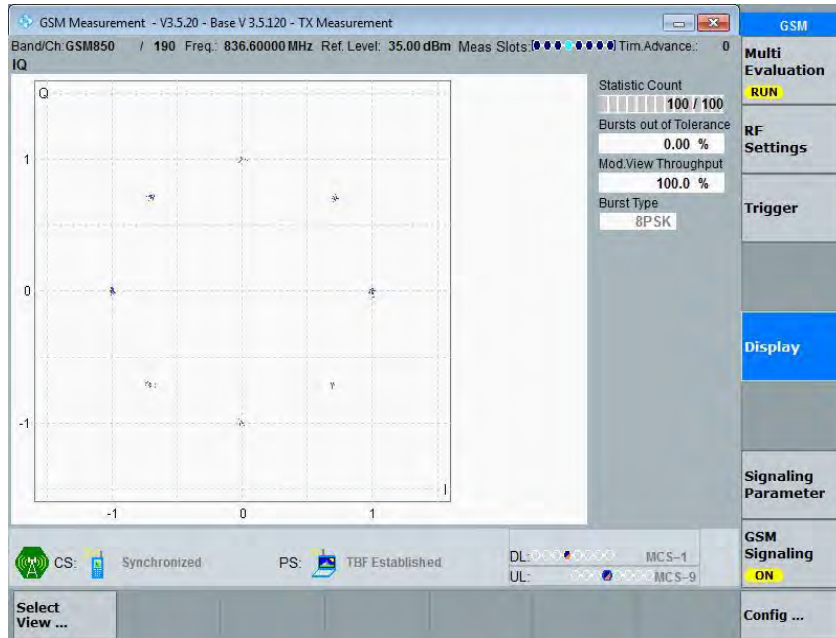 GSM Measurement - V3.5.20 - Base V 3.5.120 - TX Measurement
GSM
Band/Ch: GSM850 / 190 Freq.: 836.60000 MHz Ref. Level: 35.00 dBm Meas Slots: Tim.Advance.: 0
IQ
Multi
Evaluation
RUN
Q
Statistic Count
100 / 100
Bursts out of Tolerance
0.00 %
Mod.View Throughput
100.0 %
Burst Type
8PSK
RF
Settings
Trigger
1
0
-1
I
-1 0 1
Display
Signaling
Parameter
GSM
Signaling
ON
CS: Synchronized PS: TBF Established DL: MCS-1
UL: MCS-9
Select
View ...
Config ...